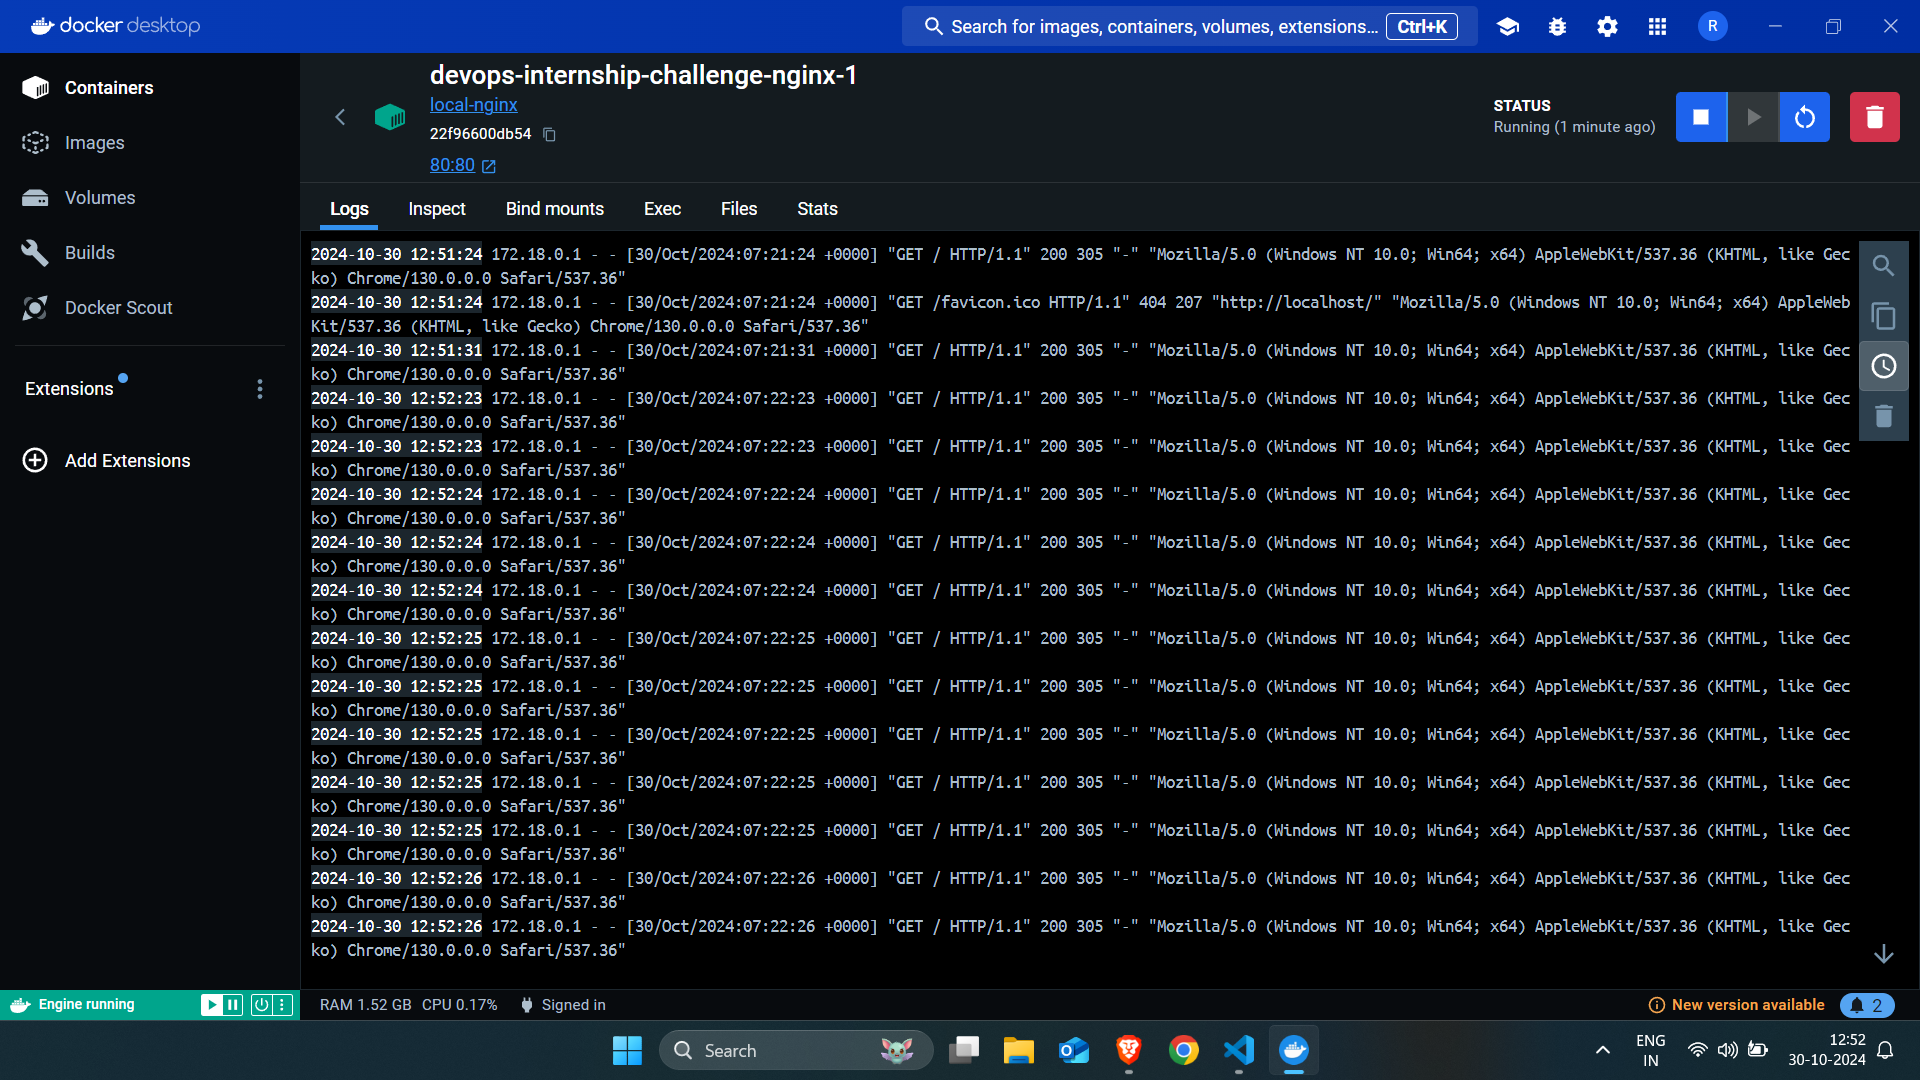 docker desktop
Search for images, containers, volumes, extensions... Ctrl+K
R
Containers
Images
Volumes
Builds
Docker Scout
Extensions
Add Extensions
devops-internship-challenge-nginx-1
local-nginx
22f96600db54
80:80
STATUS
Running (1 minute ago)
Logs Inspect Bind mounts Exec Files Stats
2024-10-30 12:51:24 172.18.0.1 - - [30/Oct/2024:07:21:24 +0000] "GET / HTTP/1.1" 200 305 "-" "Mozilla/5.0 (Windows NT 10.0; Win64; x64) AppleWebKit/537.36 (KHTML, like Gec
ko) Chrome/130.0.0.0 Safari/537.36"
2024-10-30 12:51:24 172.18.0.1 - - [30/Oct/2024:07:21:24 +0000] "GET /favicon.ico HTTP/1.1" 404 207 "http://localhost/" "Mozilla/5.0 (Windows NT 10.0; Win64; x64) AppleWeb
Kit/537.36 (KHTML, like Gecko) Chrome/130.0.0.0 Safari/537.36"
2024-10-30 12:51:31 172.18.0.1 - - [30/Oct/2024:07:21:31 +0000] "GET / HTTP/1.1" 200 305 "-" "Mozilla/5.0 (Windows NT 10.0; Win64; x64) AppleWebKit/537.36 (KHTML, like Gec
ko) Chrome/130.0.0.0 Safari/537.36"
2024-10-30 12:52:23 172.18.0.1 - - [30/Oct/2024:07:22:23 +0000] "GET / HTTP/1.1" 200 305 "-" "Mozilla/5.0 (Windows NT 10.0; Win64; x64) AppleWebKit/537.36 (KHTML, like Gec
ko) Chrome/130.0.0.0 Safari/537.36"
2024-10-30 12:52:23 172.18.0.1 - - [30/Oct/2024:07:22:23 +0000] "GET / HTTP/1.1" 200 305 "-" "Mozilla/5.0 (Windows NT 10.0; Win64; x64) AppleWebKit/537.36 (KHTML, like Gec
ko) Chrome/130.0.0.0 Safari/537.36"
2024-10-30 12:52:24 172.18.0.1 - - [30/Oct/2024:07:22:24 +0000] "GET / HTTP/1.1" 200 305 "-" "Mozilla/5.0 (Windows NT 10.0; Win64; x64) AppleWebKit/537.36 (KHTML, like Gec
ko) Chrome/130.0.0.0 Safari/537.36"
2024-10-30 12:52:24 172.18.0.1 - - [30/Oct/2024:07:22:24 +0000] "GET / HTTP/1.1" 200 305 "-" "Mozilla/5.0 (Windows NT 10.0; Win64; x64) AppleWebKit/537.36 (KHTML, like Gec
ko) Chrome/130.0.0.0 Safari/537.36"
2024-10-30 12:52:24 172.18.0.1 - - [30/Oct/2024:07:22:24 +0000] "GET / HTTP/1.1" 200 305 "-" "Mozilla/5.0 (Windows NT 10.0; Win64; x64) AppleWebKit/537.36 (KHTML, like Gec
ko) Chrome/130.0.0.0 Safari/537.36"
2024-10-30 12:52:25 172.18.0.1 - - [30/Oct/2024:07:22:25 +0000] "GET / HTTP/1.1" 200 305 "-" "Mozilla/5.0 (Windows NT 10.0; Win64; x64) AppleWebKit/537.36 (KHTML, like Gec
ko) Chrome/130.0.0.0 Safari/537.36"
2024-10-30 12:52:25 172.18.0.1 - - [30/Oct/2024:07:22:25 +0000] "GET / HTTP/1.1" 200 305 "-" "Mozilla/5.0 (Windows NT 10.0; Win64; x64) AppleWebKit/537.36 (KHTML, like Gec
ko) Chrome/130.0.0.0 Safari/537.36"
2024-10-30 12:52:25 172.18.0.1 - - [30/Oct/2024:07:22:25 +0000] "GET / HTTP/1.1" 200 305 "-" "Mozilla/5.0 (Windows NT 10.0; Win64; x64) AppleWebKit/537.36 (KHTML, like Gec
ko) Chrome/130.0.0.0 Safari/537.36"
2024-10-30 12:52:25 172.18.0.1 - - [30/Oct/2024:07:22:25 +0000] "GET / HTTP/1.1" 200 305 "-" "Mozilla/5.0 (Windows NT 10.0; Win64; x64) AppleWebKit/537.36 (KHTML, like Gec
ko) Chrome/130.0.0.0 Safari/537.36"
2024-10-30 12:52:25 172.18.0.1 - - [30/Oct/2024:07:22:25 +0000] "GET / HTTP/1.1" 200 305 "-" "Mozilla/5.0 (Windows NT 10.0; Win64; x64) AppleWebKit/537.36 (KHTML, like Gec
ko) Chrome/130.0.0.0 Safari/537.36"
2024-10-30 12:52:26 172.18.0.1 - - [30/Oct/2024:07:22:26 +0000] "GET / HTTP/1.1" 200 305 "-" "Mozilla/5.0 (Windows NT 10.0; Win64; x64) AppleWebKit/537.36 (KHTML, like Gec
ko) Chrome/130.0.0.0 Safari/537.36"
2024-10-30 12:52:26 172.18.0.1 - - [30/Oct/2024:07:22:26 +0000] "GET / HTTP/1.1" 200 305 "-" "Mozilla/5.0 (Windows NT 10.0; Win64; x64) AppleWebKit/537.36 (KHTML, like Gec
ko) Chrome/130.0.0.0 Safari/537.36"
Engine running
RAM 1.52 GB CPU 0.17% Signed in
New version available
2
Search
ENG
IN
12:52
30-10-2024